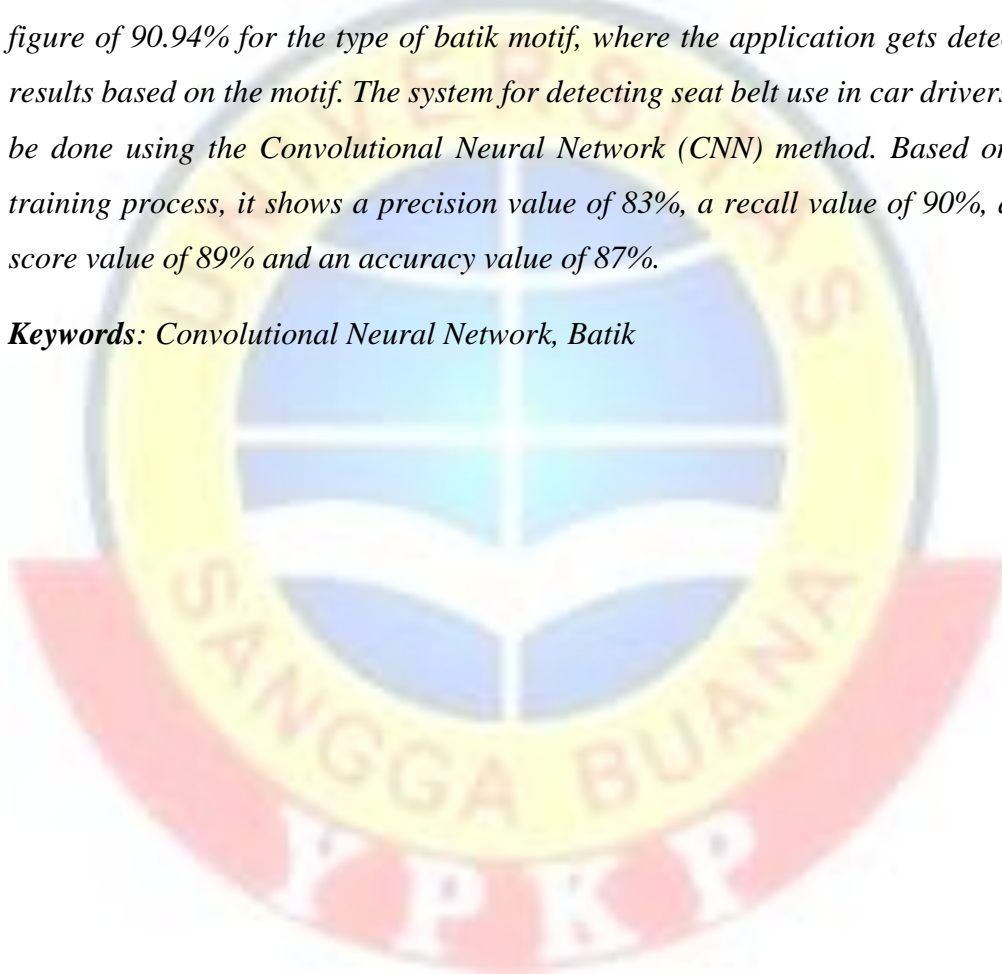 figure of 90.94% for the type of batik motif, where the application gets
results based on the motif. The system for detecting seat belt use in car drivers
be done using the Convolutional Neural Network (CNN) method. Based
training process, it shows a precision value of 83%, a recall value of 90%,
score value of 89% and an accuracy value of 87%.
Keywords: Convolutional Neural Network, Batik
UNIVERSITAS
SANGGA BUANA
YPKP